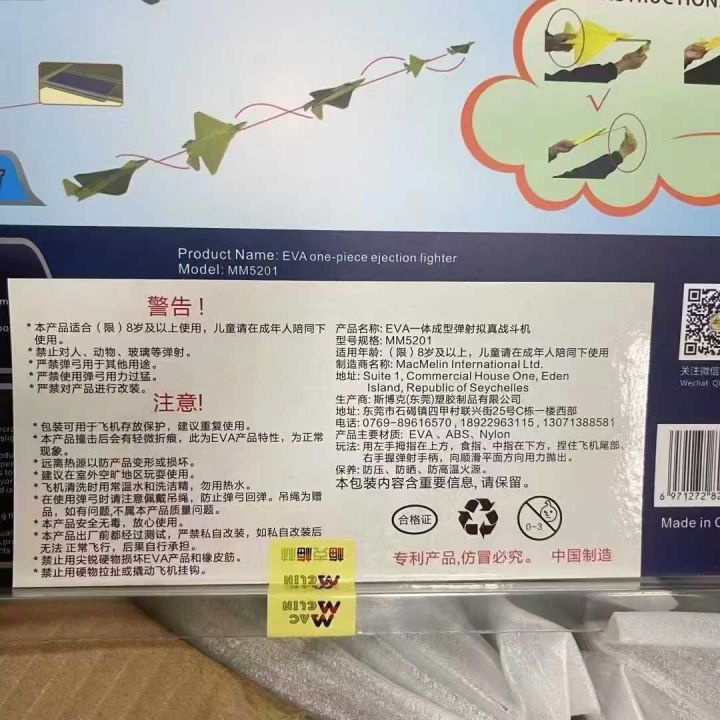 Product Name: EVA one-piece ejection fighter
Model: MM5201
警告！
* 本产品适合（限）8岁及以上使用，儿童请在成年人陪同下
使用。
* 禁止对人、动物、玻璃等弹射。
* 严禁弹弓用于其他用途。
* 严禁使用弹弓用力过猛。
* 严禁对产品进行改装。
注意!
* 包装可用于飞机存放保护，建议重复使用。
* 本产品撞击后会有轻微折痕，此为EVA产品特性，为正常
现象。
* 远离热源以防产品变形或损坏。
* 建议在室外空旷地区玩耍使用。
* 飞机清洗时用常温水和洗洁精，勿用热水。
* 在使用弹弓时请注意佩戴吊绳，防止弹弓回弹。吊绳为赠
品，如有问题,不属本产品质量问题。
* 本产品安全无毒，放心使用。
* 本产品出厂前都经过测试，严禁私自改装，如私自改装后
无法正常飞行，后果自行承担。
* 禁止用尖锐硬物损坏EVA产品和橡皮筋。
* 禁止用硬物拉扯或撬动飞机挂钩。
产品名称: EVA一体成型弹射拟真战斗机
型号规格: MM5201
适用年龄:（限）8岁及以上，儿童请在成年人陪同下使用
制造商名称: MacMelin International Ltd.
地址: Suite 1, Commercial House One, Eden
Island, Republic of Seychelles
生产商: 斯博克(东莞)塑胶制品有限公司
地址: 东莞市石碣镇四甲村联兴街25号C栋一楼西部
电话: 0769-89616570、18922963115、13071388581
产品主要材质: EVA 、ABS、Nylon
玩法: 用左手拇指在上方，食指、中指在下方，捏住飞机尾部,
右手握弹射手柄，向顺滑平面方向用力抛出。
保养: 防压、防晒、防高温火源。
本包装内容含重要信息, 请保留。
合格证
0-3
专利产品,仿冒必究。 中国制造
关注微信
Wechat
6 971272 82
Made in C
梅克梅林
MELIN
MAC
MELIN